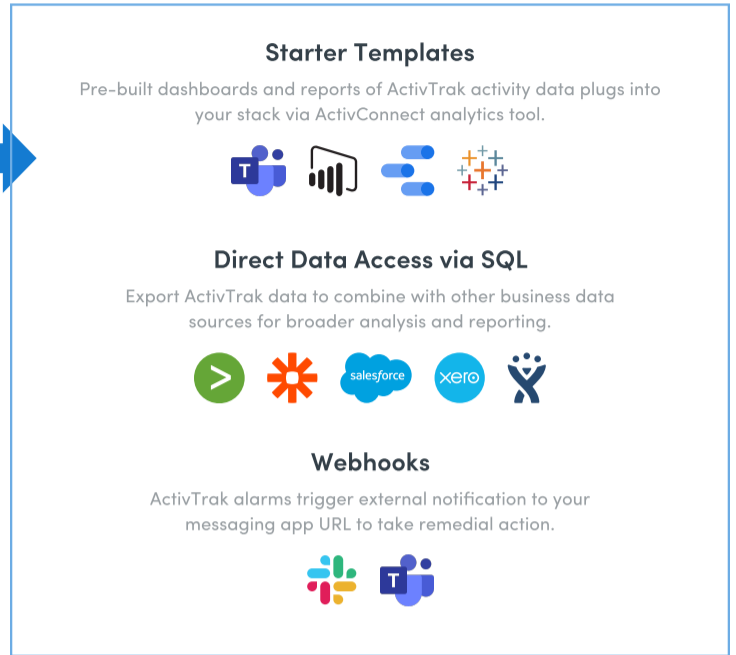 Starter Templates
Pre-built dashboards and reports of ActivTrak activity data plugs into
your stack via ActivConnect analytics tool.
T
Direct Data Access via SQL
Export ActivTrak data to combine with other business data
sources for broader analysis and reporting.
salesforce
xero
Webhooks
ActivTrak alarms trigger external notification to your
messaging app URL to take remedial action.
T